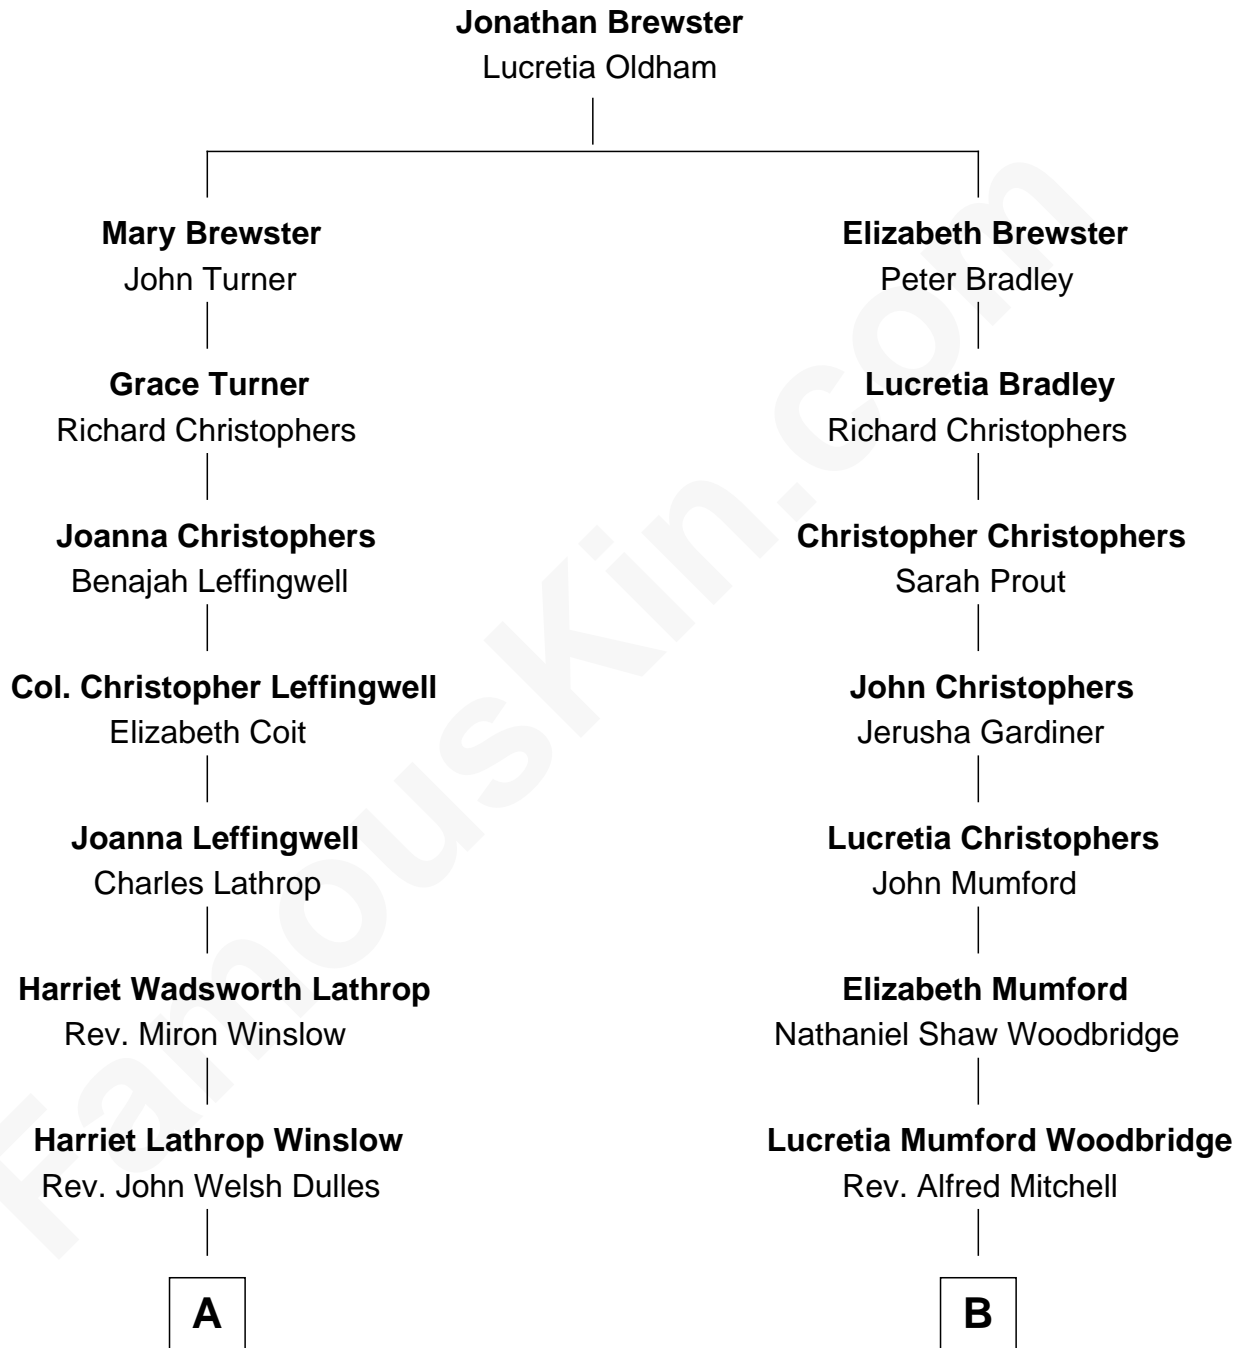 Jonathan Brewster
Lucretia Oldham
Mary Brewster
John Turner
Elizabeth Brewster
Peter Bradley
Grace Turner
Richard Christophers
Lucretia Bradley
Richard Christophers
Joanna Christophers
Benajah Leffingwell
Christopher Christophers
Sarah Prout
Col. Christopher Leffingwell
Elizabeth Coit
John Christophers
Jerusha Gardiner
Joanna Leffingwell
Charles Lathrop
Lucretia Christophers
John Mumford
Harriet Wadsworth Lathrop
Rev. Miron Winslow
Elizabeth Mumford
Nathaniel Shaw Woodbridge
Harriet Lathrop Winslow
Rev. John Welsh Dulles
Lucretia Mumford Woodbridge
Rev. Alfred Mitchell
A
B
FamousKin.com